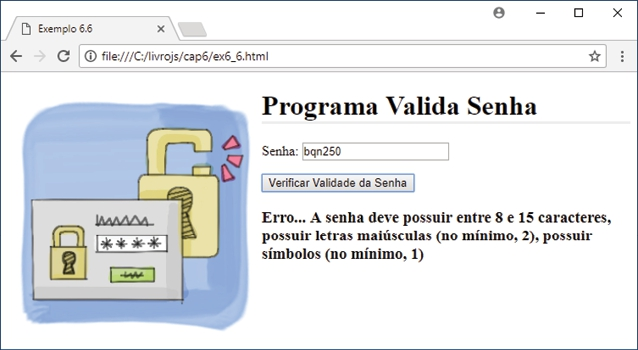 Exemplo 6.6
file:///C:/livrojs/cap6/ex6_6.html
Programa Valida Senha
Senha: bqn250
Verificar Validade da Senha
Erro... A senha deve possuir entre 8 e 15 caracteres,
possuir letras maiúsculas (no mínimo, 2), possuir
símbolos (no mínimo, 1)
****